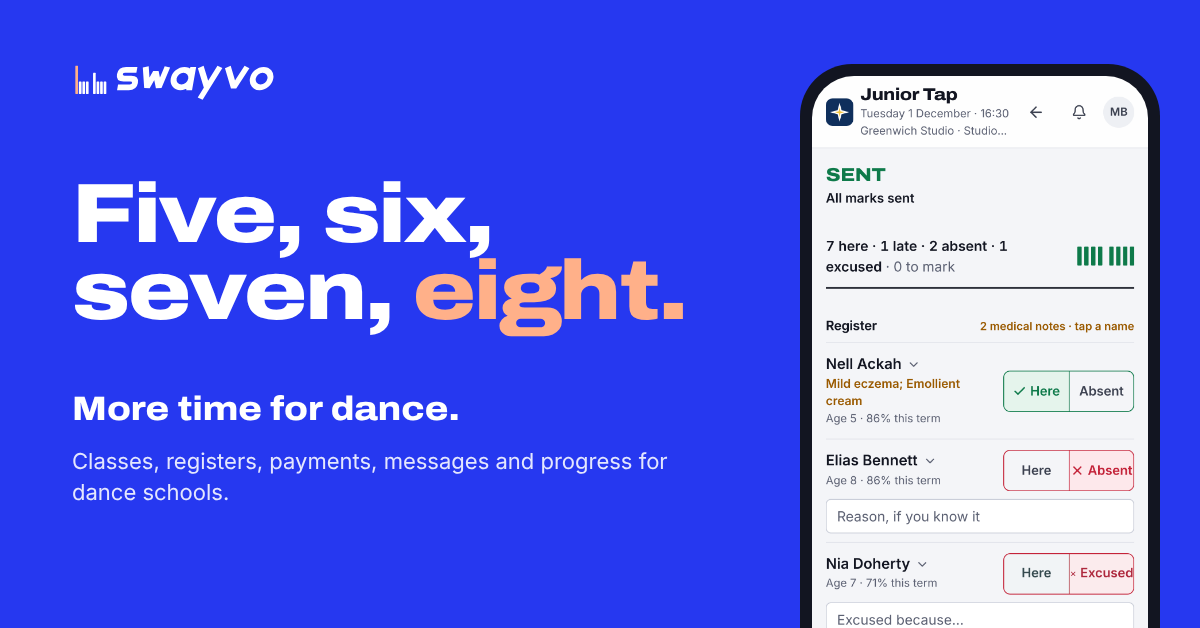 swayvo
Five, six,
seven, eight.
More time for dance.
Classes, registers, payments, messages and progress for
dance schools.
Junior Tap
Tuesday 1 December · 16:30
Greenwich Studio · Studio...
MB
SENT
All marks sent
7 here · 1 late · 2 absent · 1
excused · 0 to mark
Register
2 medical notes · tap a name
Nell Ackah
Mild eczema; Emollient
cream
Age 5 · 86% this term
Here
Absent
Elias Bennett
Age 8 · 86% this term
Here
Absent
Reason, if you know it
Nia Doherty
Age 7 · 71% this term
Here
Excused
Excused because...